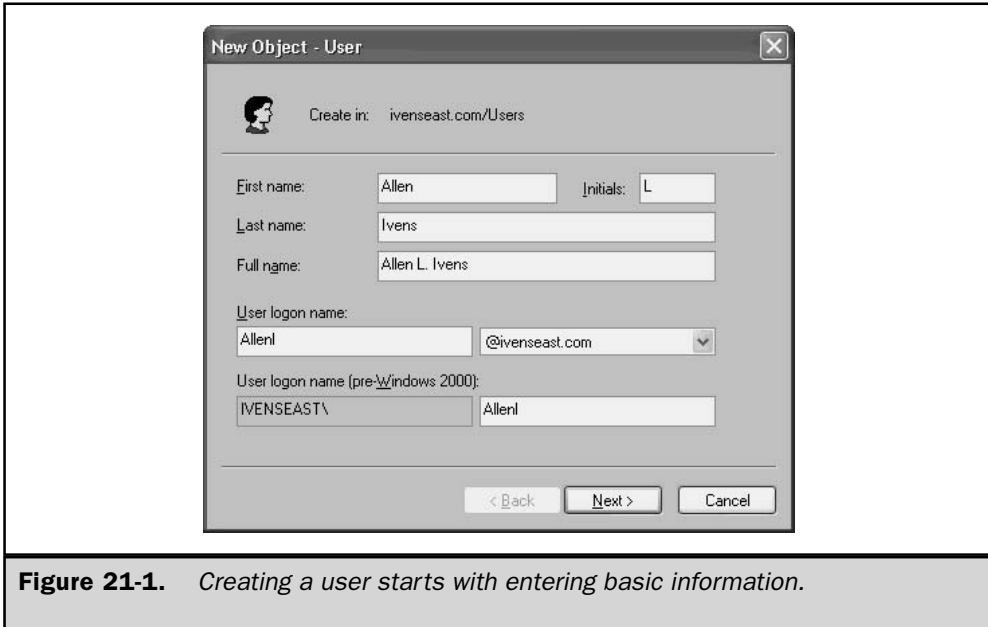 New Object - User
Create in: ivenseast.com/Users
First name: Allen Initials: L
Last name: Ivens
Full name: Allen L. Ivens
User logon name:
AllenI @ivenseast.com
User logon name (pre-Windows 2000):
IVENSEAST\ AllenI
< Back Next > Cancel
Figure 21-1. Creating a user starts with entering basic information.